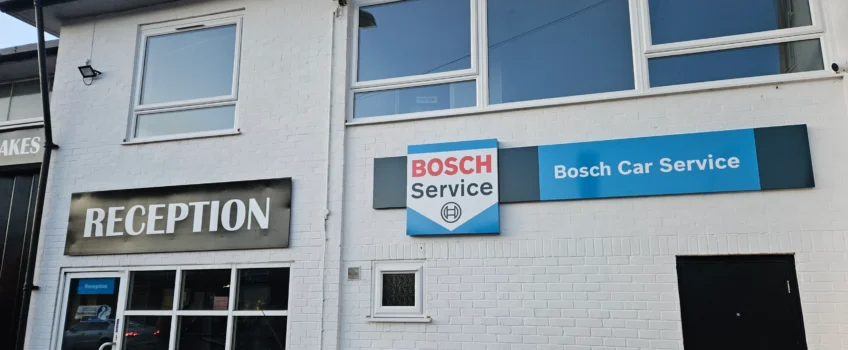 AKES
RECEPTION
Reception
BOSCH
Service
Bosch Car Service